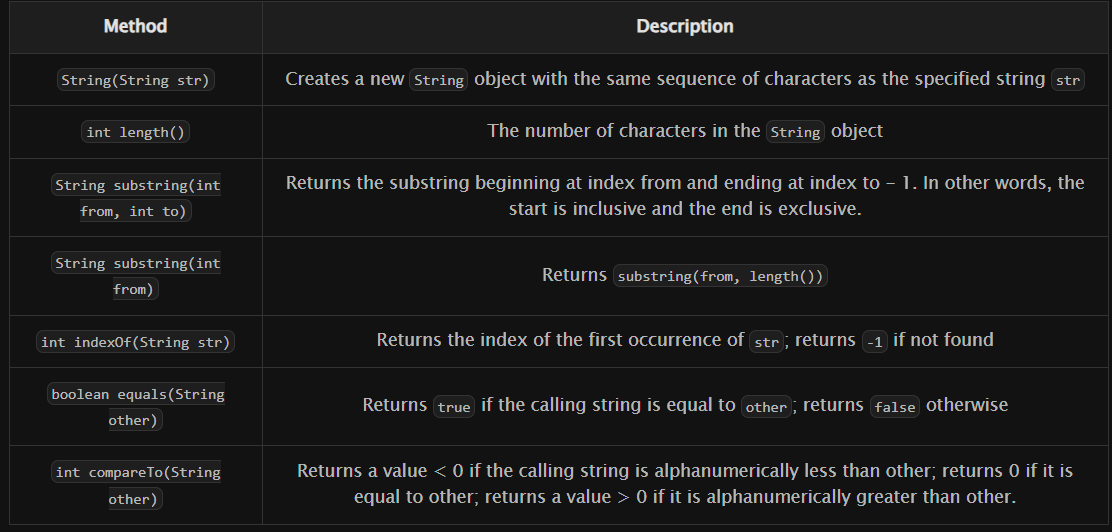 Method Description
String(String str) Creates a new String object with the same sequence of characters as the specified string str
int length() The number of characters in the String object
String substring(int
from, int to)
Returns the substring beginning at index from and ending at index to – 1. In other words, the
start is inclusive and the end is exclusive.
String substring(int
from)
Returns substring(from, length())
int indexOf(String str) Returns the index of the first occurrence of str; returns -1 if not found
boolean equals(String
other)
Returns true if the calling string is equal to other; returns false otherwise
int compareTo(String
other)
Returns a value < 0 if the calling string is alphanumerically less than other; returns 0 if it is
equal to other; returns a value > 0 if it is alphanumerically greater than other.